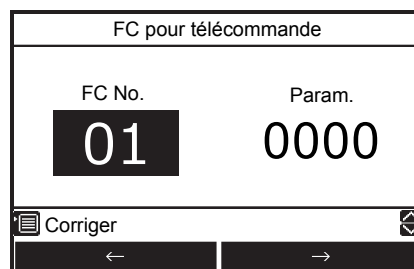 FC pour télécommande
FC No. Param.
01 0000
Corriger
← →